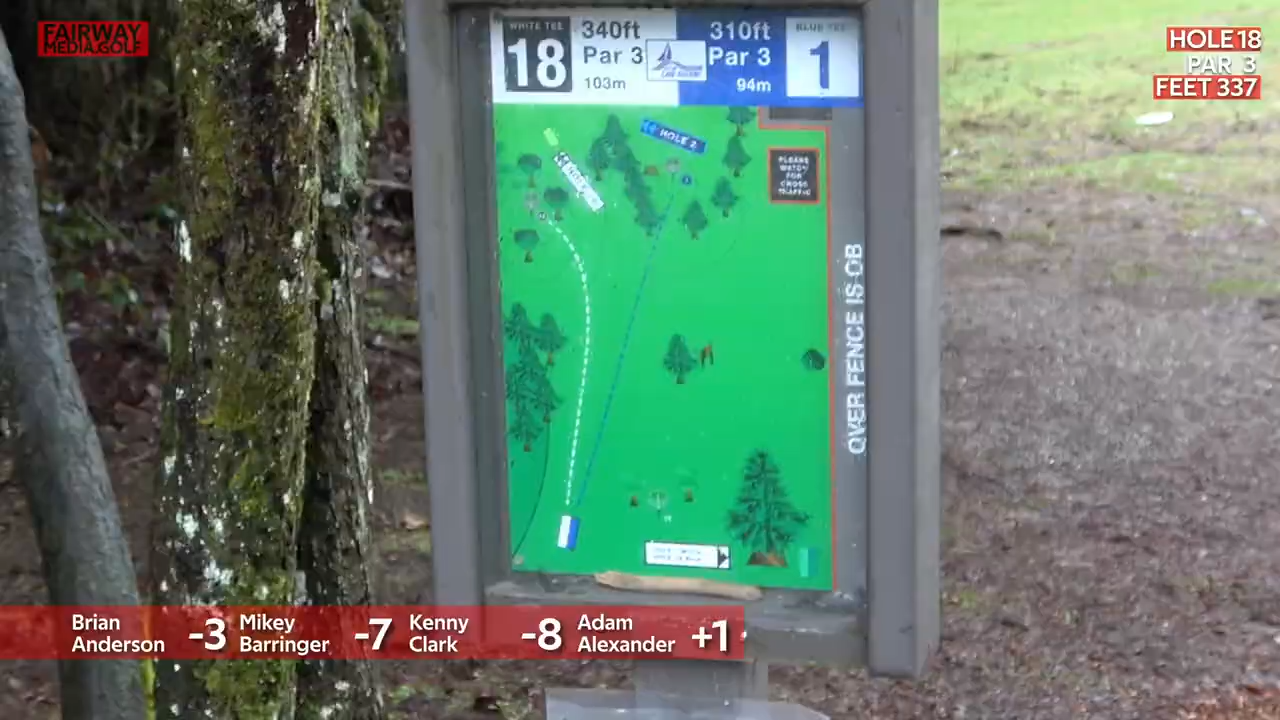 FAIRWAY
MEDIA.GOLF
HOLE 18
PAR 3
FEET 337
WHITE TEE
18
340ft
Par 3
103m
310ft
Par 3
94m
BLUE TEE
1
HOLE 2
PLEASE
WATCH
FOR
CROSS
TRAFFIC
OVER FENCE IS OB
Brian
Anderson
-3
Mikey
Barringer
-7
Kenny
Clark
-8
Adam
Alexander
+1